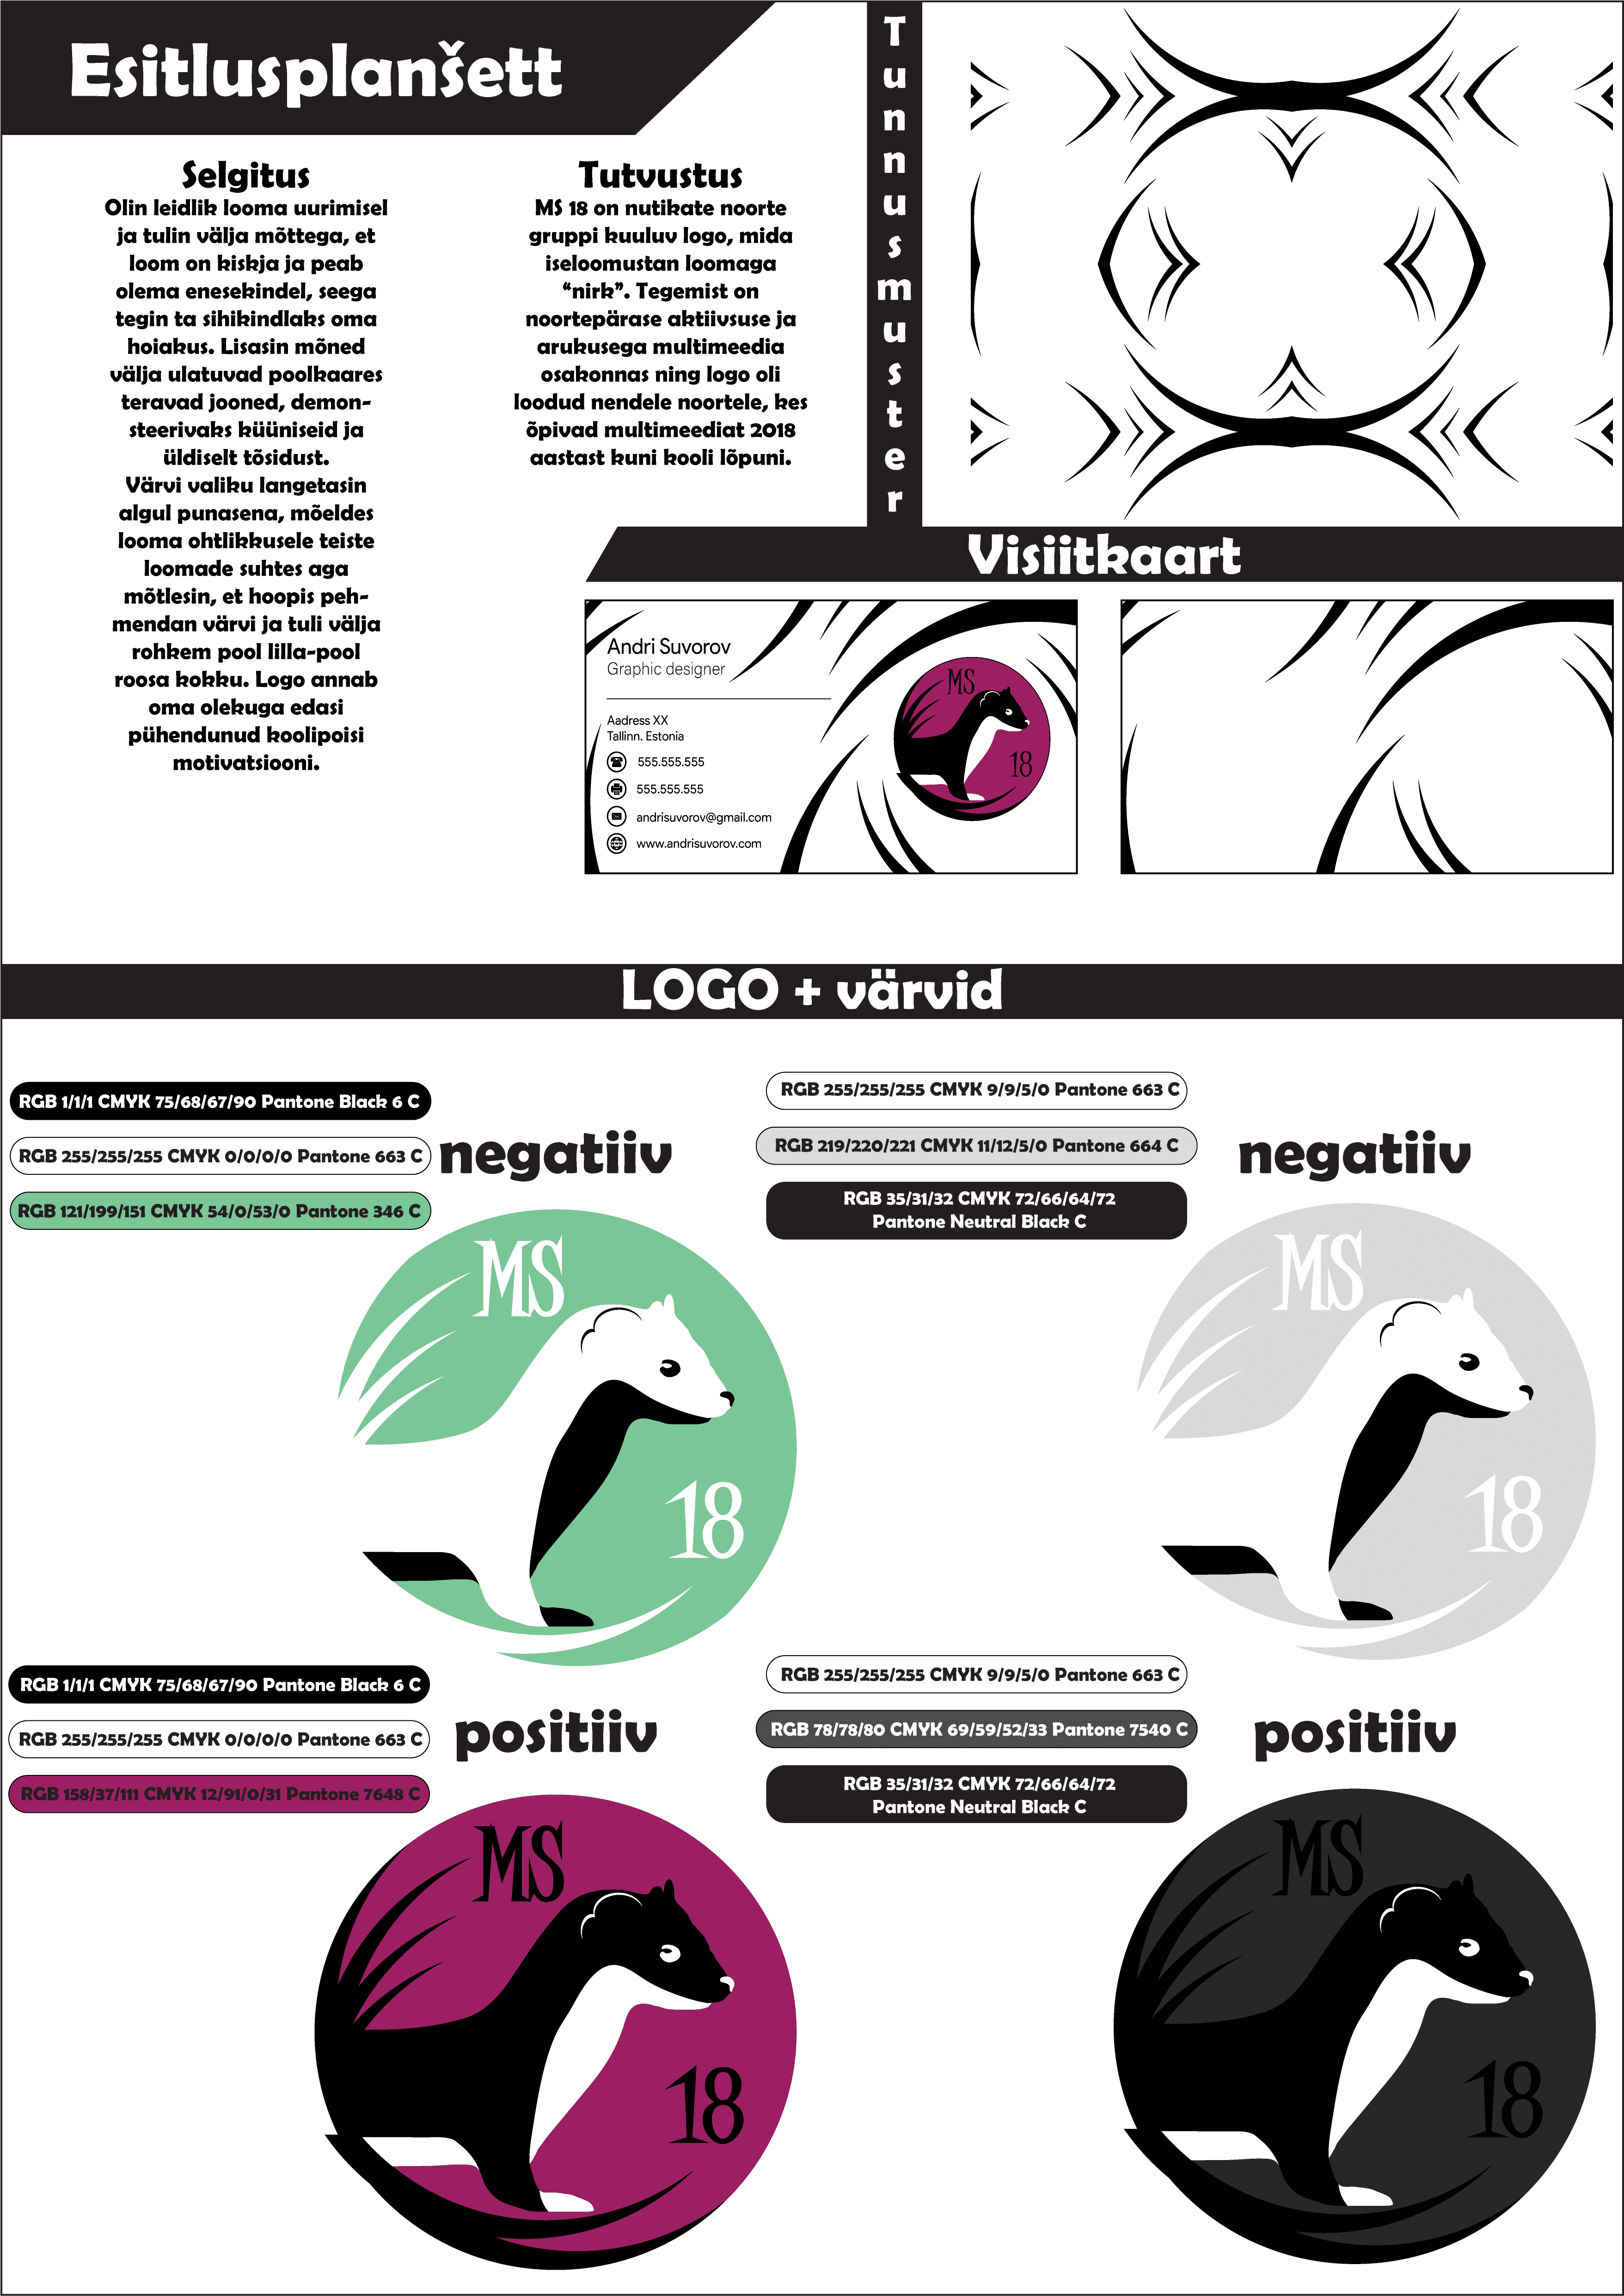 Esitlusplanšett
Selgitus
Olin leidlik looma uurimisel
ja tulin välja mõttega, et
loom on kiskja ja peab
olema enesekindel, seega
tegin ta sihikindlaks oma
hoiakus. Lisasin mõned
välja ulatuvad poolkaares
teravad jooned, demon-
steerivaks küüniseid ja
üldiselt tõsidust.
Värvi valiku langetasin
algul punasena, mõeldes
looma ohtlikkusele teiste
loomade suhtes aga
mõtlesin, et hoopis peh-
mendan värvi ja tuli välja
rohkem pool lilla-pool
roosa kokku. Logo annab
oma olekuga edasi
pühendunud koolipoisi
motivatsiooni.
Tutvustus
MS 18 on nutikate noorte
gruppi kuuluv logo, mida
iseloomustan loomaga
“nirk”. Tegemist on
noortepärase aktiivsuse ja
arukusega multimeedia
osakonnas ning logo oli
loodud nendele noortele, kes
õpivad multimeediat 2018
aastast kuni kooli lõpuni.
Tunnusmuster
Visiitkaart
Andri Suvorov
Graphic designer
Aadress XX
Tallinn. Estonia
555.555.555
555.555.555
andrisuvorov@gmail.com
www.andrisuvorov.com
MS
18
LOGO + värvid
RGB 1/1/1 CMYK 75/68/67/90 Pantone Black 6 C
RGB 255/255/255 CMYK 0/0/0/0 Pantone 663 C
RGB 121/199/151 CMYK 54/0/53/0 Pantone 346 C
negatiiv
MS
18
RGB 255/255/255 CMYK 9/9/5/0 Pantone 663 C
RGB 219/220/221 CMYK 11/12/5/0 Pantone 664 C
RGB 35/31/32 CMYK 72/66/64/72
Pantone Neutral Black C
negatiiv
MS
18
RGB 1/1/1 CMYK 75/68/67/90 Pantone Black 6 C
RGB 255/255/255 CMYK 0/0/0/0 Pantone 663 C
RGB 158/37/111 CMYK 12/91/0/31 Pantone 7648 C
positiiv
MS
18
RGB 255/255/255 CMYK 9/9/5/0 Pantone 663 C
RGB 78/78/80 CMYK 69/59/52/33 Pantone 7540 C
RGB 35/31/32 CMYK 72/66/64/72
Pantone Neutral Black C
positiiv
MS
18